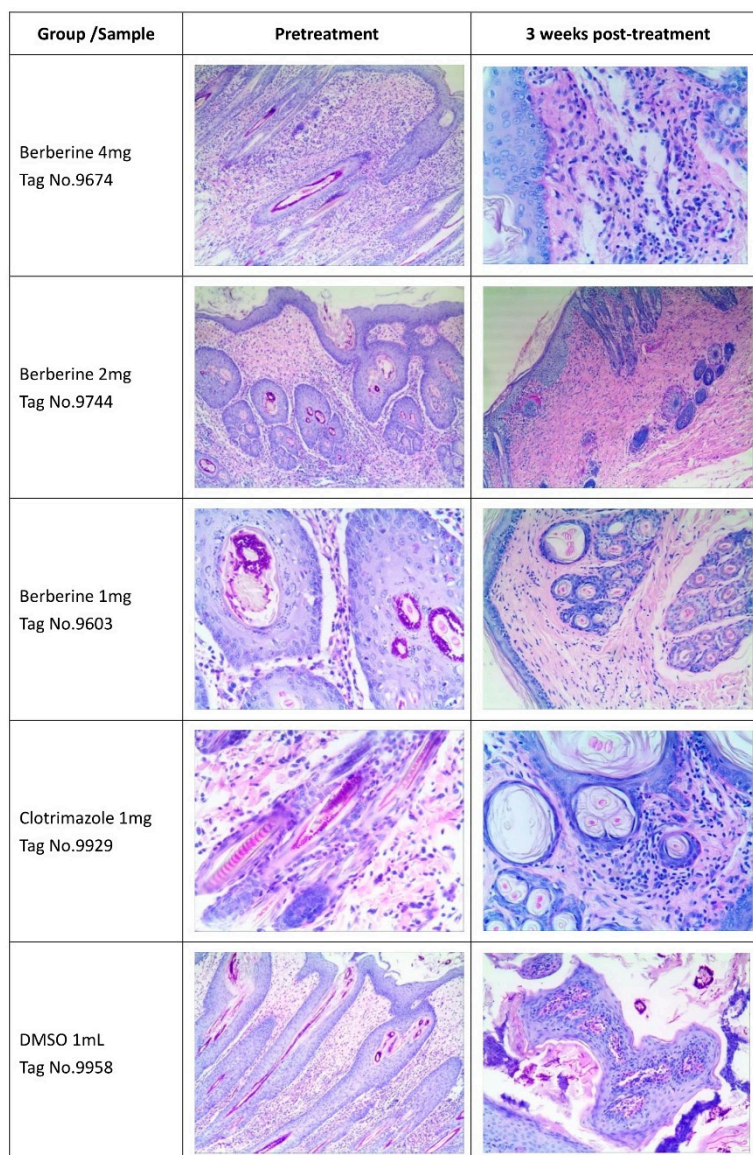 Group /Sample
Pretreatment
3 weeks post-treatment
Berberine 4mg
Tag No.9674
Berberine 2mg
Tag No.9744
Berberine 1mg
Tag No.9603
Clotrimazole 1mg
Tag No.9929
DMSO 1mL
Tag No.9958